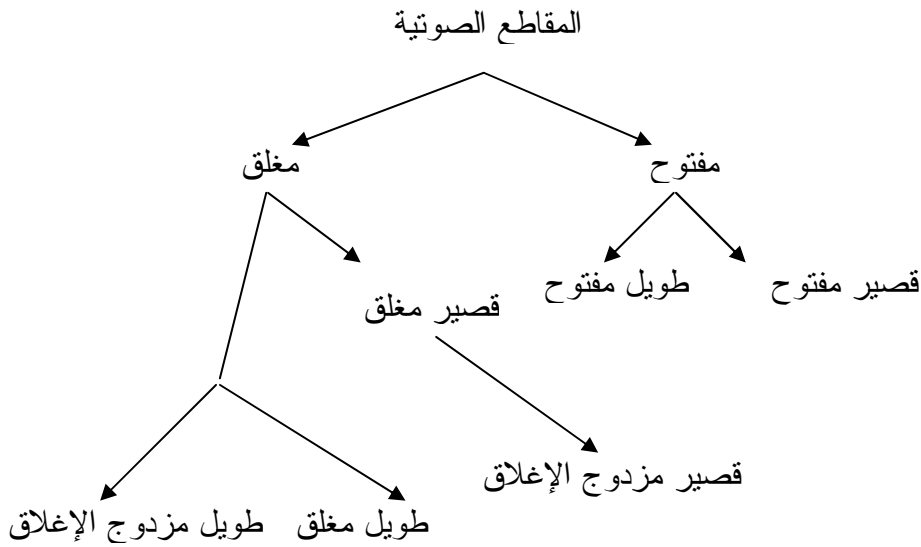 المقاطع الصوتية
مفتوح
مغلق
قصير مفتوح
طويل مفتوح
قصير مغلق
قصير مزدوج الإغلاق
طويل مغلق
طويل مزدوج الإغلاق